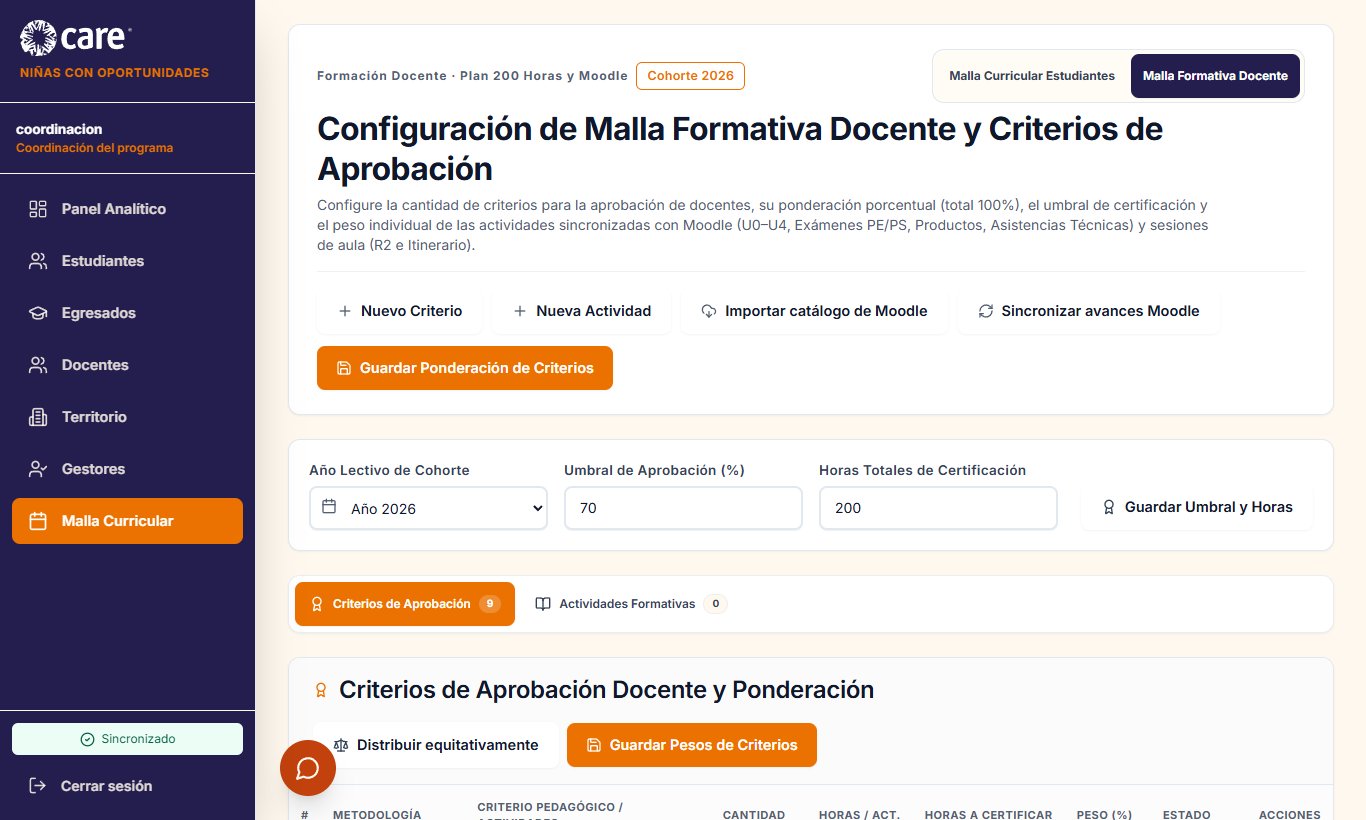 care
NIÑAS CON OPORTUNIDADES
coordinacion
Coordinación del programa
Panel Analítico
Estudiantes
Egresados
Docentes
Territorio
Gestores
Malla Curricular
Sincronizado
Cerrar sesión
Formación Docente · Plan 200 Horas y Moodle
Cohorte 2026
Malla Curricular Estudiantes
Malla Formativa Docente
Configuración de Malla Formativa Docente y Criterios de
Aprobación
Configure la cantidad de criterios para la aprobación de docentes, su ponderación porcentual (total 100%), el umbral de certificación y
el peso individual de las actividades sincronizadas con Moodle (U0–U4, Exámenes PE/PS, Productos, Asistencias Técnicas) y sesiones
de aula (R2 e Itinerario).
Nuevo Criterio
Nueva Actividad
Importar catálogo de Moodle
Sincronizar avances Moodle
Guardar Ponderación de Criterios
Año Lectivo de Cohorte
Umbral de Aprobación (%)
Horas Totales de Certificación
Año 2026
70
200
Guardar Umbral y Horas
Criterios de Aprobación 9
Actividades Formativas 0
Criterios de Aprobación Docente y Ponderación
Distribuir equitativamente
Guardar Pesos de Criterios
# METODOLOGÍA CRITERIO PEDAGÓGICO / CANTIDAD HORAS / ACT. HORAS A CERTIFICAR PESO (%) ESTADO ACCIONES